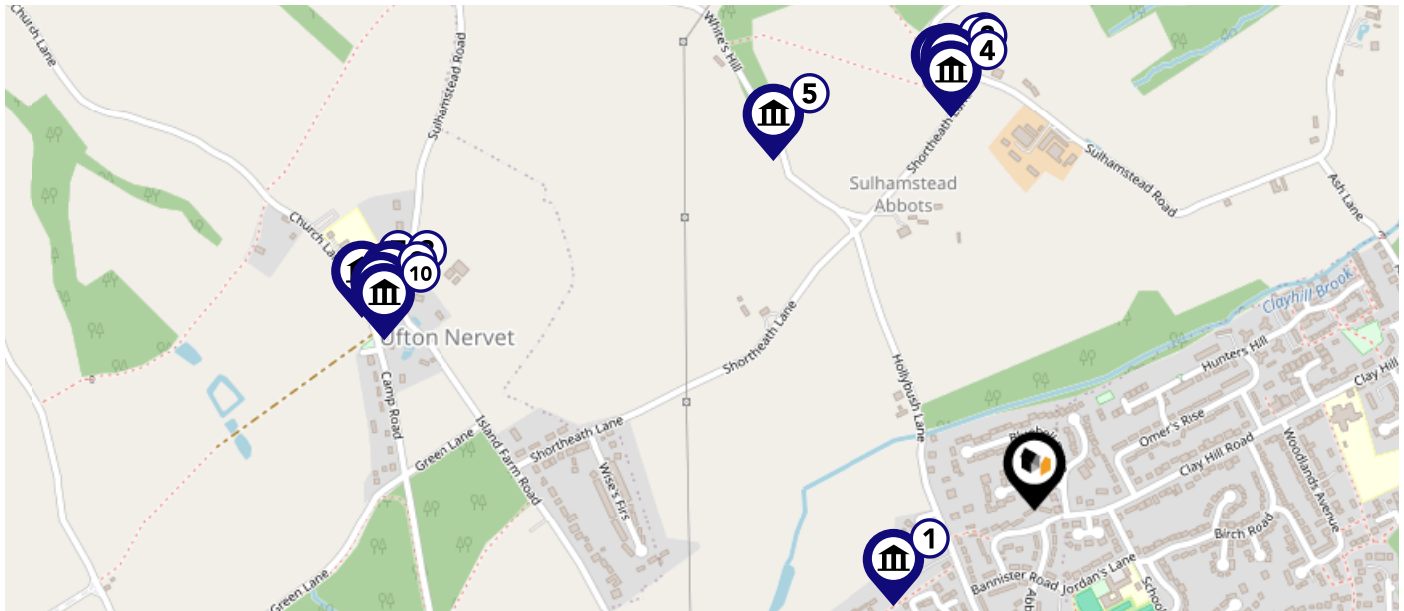 Church Lane
Sulhamstead Road
White's Hill
4
5
Shortheath Lane
Sulhamstead
Abbots
Sulhamstead Road
Ash Lane
Church La
10
Ufton Nervet
Clayhill Brook
Shortheath Lane
Hunters Hill
Clay Hill
Hollybush Lane
Camp Road
Omer's Rise
Island Farm Road
Shortheath Lane
Green Lane
Clay Hill Road
Woodlands Avenue
Wise's Firs
Birch Road
1
Green Lane
Bannister Road
Jordan's Lane
School
Abb